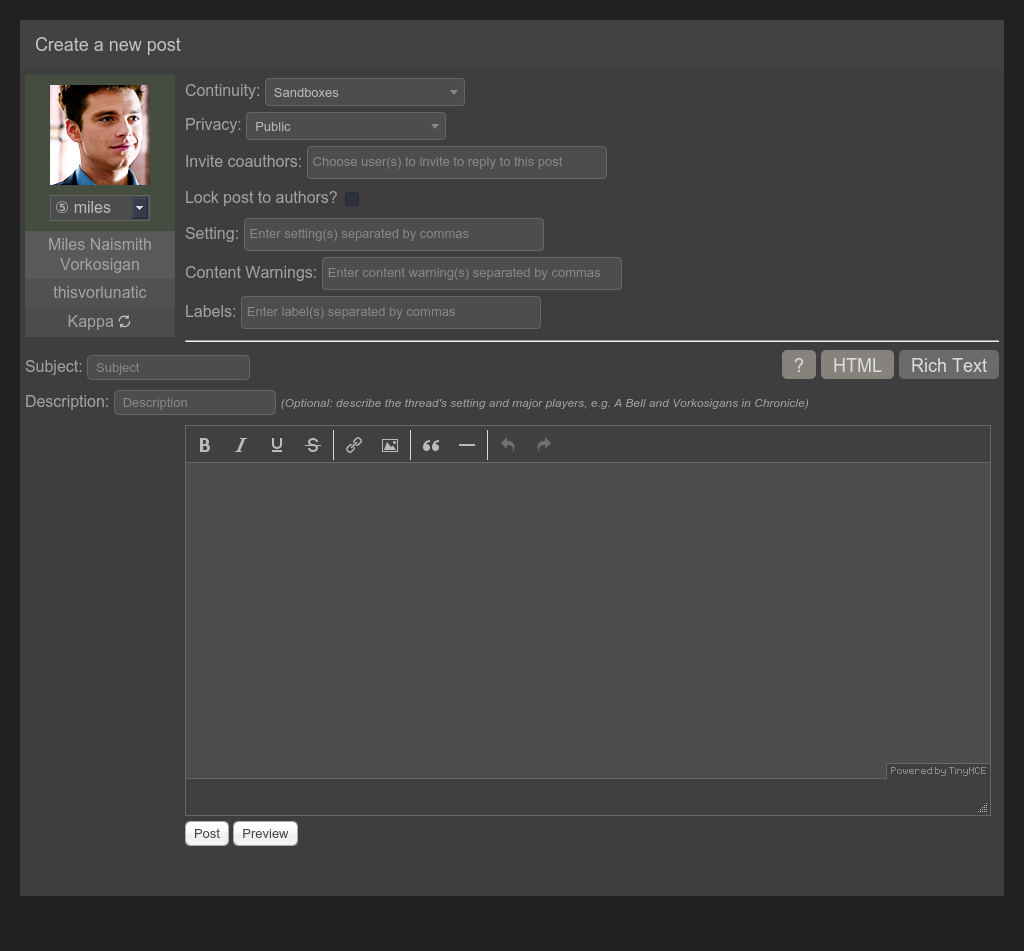 Create a new post
⑤ miles
Miles Naismith
Vorkosigan
thisvorlunatic
Kappa
Continuity: Sandboxes
Privacy: Public
Invite coauthors: Choose user(s) to invite to reply to this post
Lock post to authors?
Setting: Enter setting(s) separated by commas
Content Warnings: Enter content warning(s) separated by commas
Labels: Enter label(s) separated by commas
Subject: Subject
? HTML Rich Text
Description: Description (Optional: describe the thread's setting and major players, e.g. A Bell and Vorkosigans in Chronicle)
B I U S
Powered by TinyMCE
Post Preview